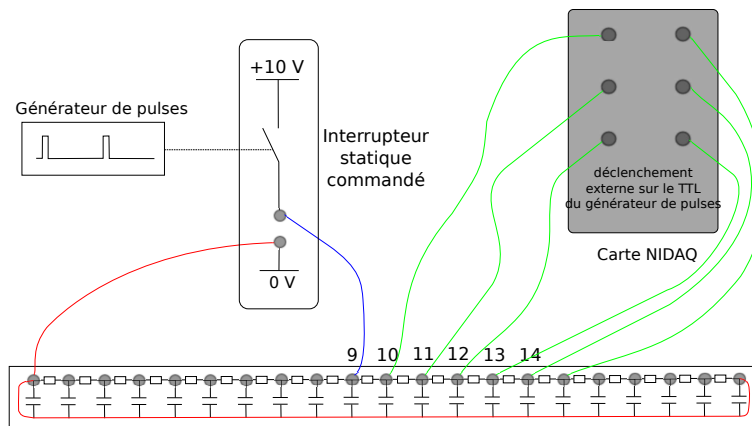 +10 V
Générateur de pulses
Interrupteur
statique
commandé
0 V
déclenchement
externe sur le TTL
du générateur de pulses
Carte NIDAQ
9 10 11 12 13 14